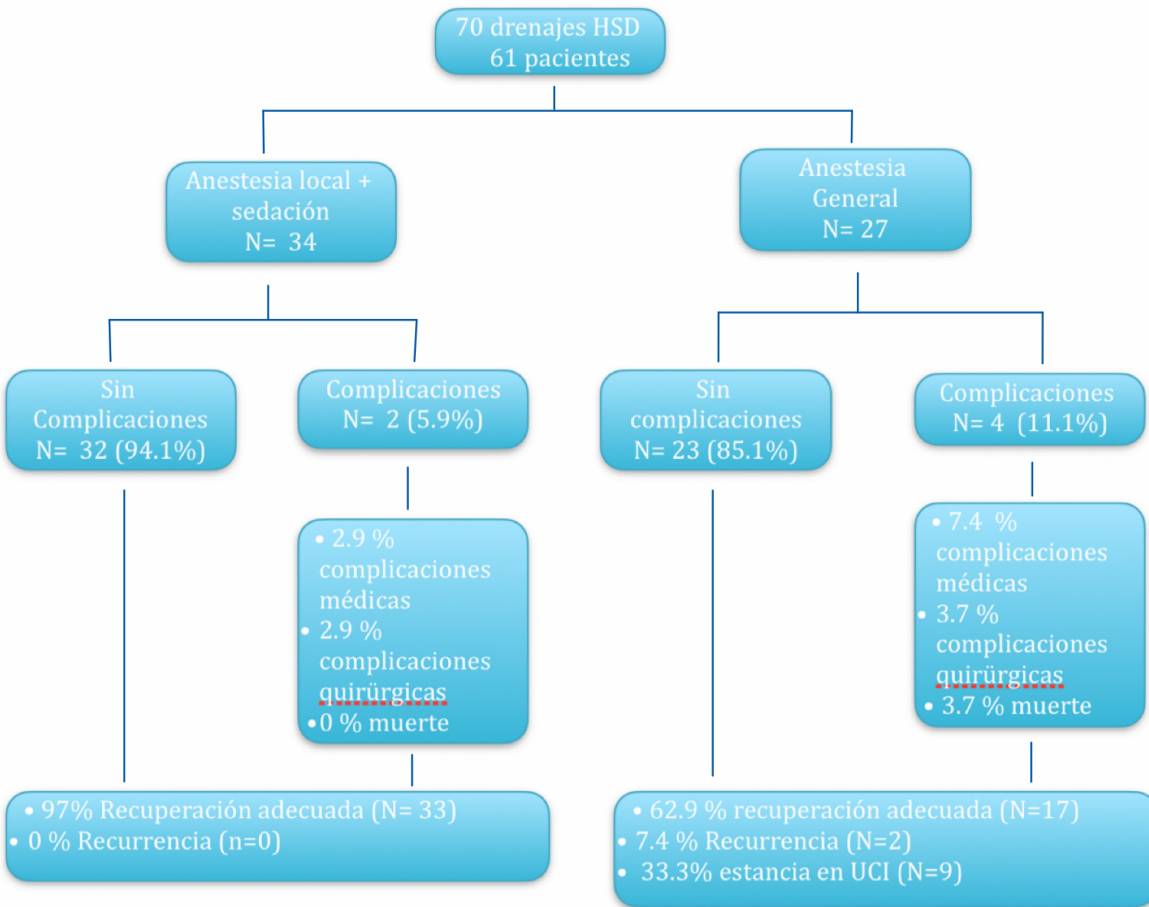 70 drenajes HSD
61 pacientes
Anestesia local +
sedación
N= 34
Anestesia
General
N= 27
Sin
Complicaciones
N= 32 (94.1%)
Complicaciones
N= 2 (5.9%)
Sin
complicaciones
N= 23 (85.1%)
Complicaciones
N= 4 (11.1%)
• 2.9 %
complicaciones
médicas
• 2.9 %
complicaciones
quirürgicas
•0 % muerte
• 7.4 %
complicaciones
médicas
• 3.7 %
complicaciones
quirürgicas
• 3.7 % muerte
• 97% Recuperación adecuada (N= 33)
• 0 % Recurrencia (n=0)
• 62.9 % recuperación adecuada (N=17)
• 7.4 % Recurrencia (N=2)
• 33.3% estancia en UCI (N=9)